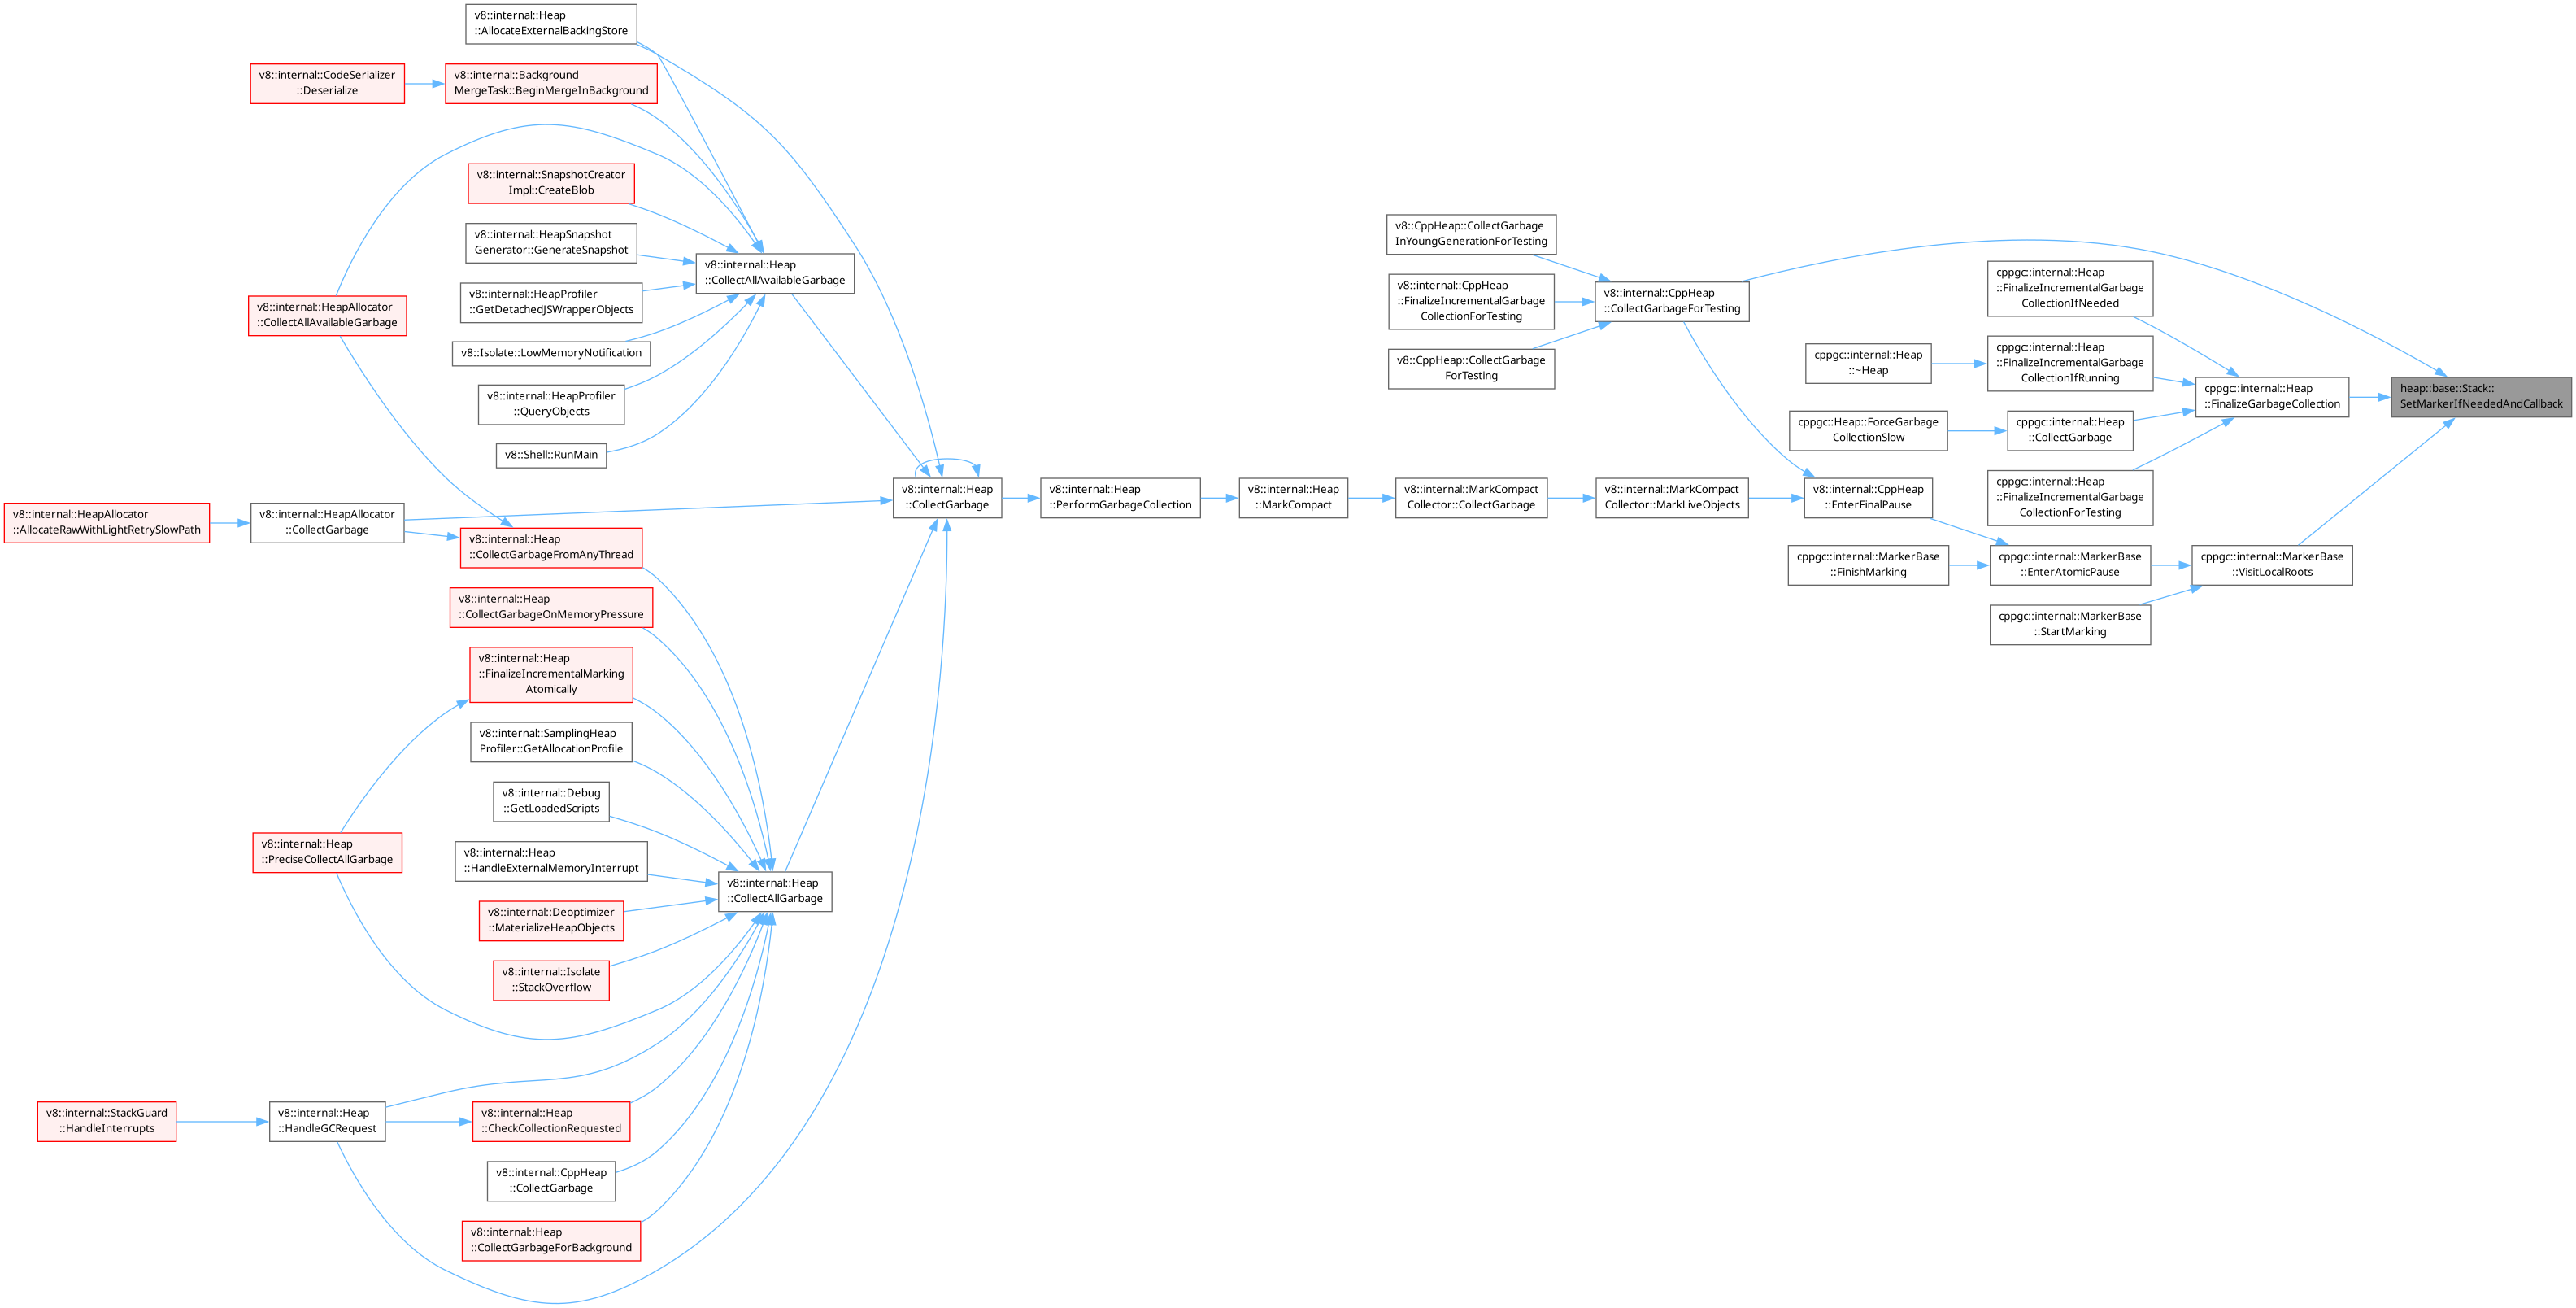 v8::internal::Heap
::AllocateExternalBackingStore
v8::internal::CodeSerializer
::Deserialize
v8::internal::Background
MergeTask::BeginMergeInBackground
v8::internal::SnapshotCreator
Impl::CreateBlob
v8::internal::HeapSnapshot
Generator::GenerateSnapshot
v8::internal::HeapProfiler
::GetDetachedJSWrapperObjects
v8::internal::HeapAllocator
::CollectAllAvailableGarbage
v8::Isolate::LowMemoryNotification
v8::internal::HeapProfiler
::QueryObjects
v8::Shell::RunMain
v8::internal::Heap
::CollectAllAvailableGarbage
v8::internal::HeapAllocator
::AllocateRawWithLightRetrySlowPath
v8::internal::HeapAllocator
::CollectGarbage
v8::internal::Heap
::CollectGarbageFromAnyThread
v8::internal::Heap
::CollectGarbageOnMemoryPressure
v8::internal::Heap
::FinalizeIncrementalMarking
Atomically
v8::internal::SamplingHeap
Profiler::GetAllocationProfile
v8::internal::Debug
::GetLoadedScripts
v8::internal::Heap
::PreciseCollectAllGarbage
v8::internal::Heap
::HandleExternalMemoryInterrupt
v8::internal::Heap
::CollectAllGarbage
v8::internal::Deoptimizer
::MaterializeHeapObjects
v8::internal::Isolate
::StackOverflow
v8::internal::StackGuard
::HandleInterrupts
v8::internal::Heap
::HandleGCRequest
v8::internal::Heap
::CheckCollectionRequested
v8::internal::CppHeap
::CollectGarbage
v8::internal::Heap
::CollectGarbageForBackground
v8::internal::Heap
::CollectGarbage
v8::internal::Heap
::PerformGarbageCollection
v8::internal::Heap
::MarkCompact
v8::internal::MarkCompact
Collector::CollectGarbage
v8::internal::MarkCompact
Collector::MarkLiveObjects
v8::internal::CppHeap
::EnterFinalPause
v8::CppHeap::CollectGarbage
InYoungGenerationForTesting
v8::internal::CppHeap
::FinalizeIncrementalGarbage
CollectionForTesting
v8::CppHeap::CollectGarbage
ForTesting
v8::internal::CppHeap
::CollectGarbageForTesting
cppgc::internal::Heap
::FinalizeIncrementalGarbage
CollectionIfNeeded
cppgc::internal::Heap
::~Heap
cppgc::internal::Heap
::FinalizeIncrementalGarbage
CollectionIfRunning
cppgc::Heap::ForceGarbage
CollectionSlow
cppgc::internal::Heap
::CollectGarbage
cppgc::internal::Heap
::FinalizeIncrementalGarbage
CollectionForTesting
cppgc::internal::Heap
::FinalizeGarbageCollection
heap::base::Stack::
SetMarkerIfNeededAndCallback
cppgc::internal::MarkerBase
::FinishMarking
cppgc::internal::MarkerBase
::EnterAtomicPause
cppgc::internal::MarkerBase
::VisitLocalRoots
cppgc::internal::MarkerBase
::StartMarking